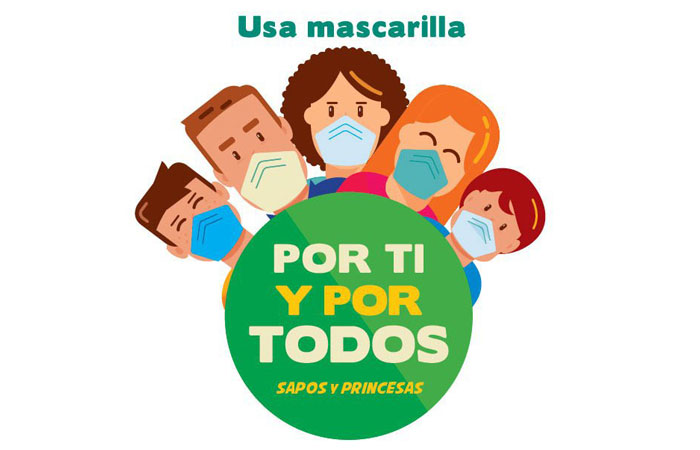 Usa mascarilla
POR TI
Y POR
TODOS
SAPOS Y PRINCESAS